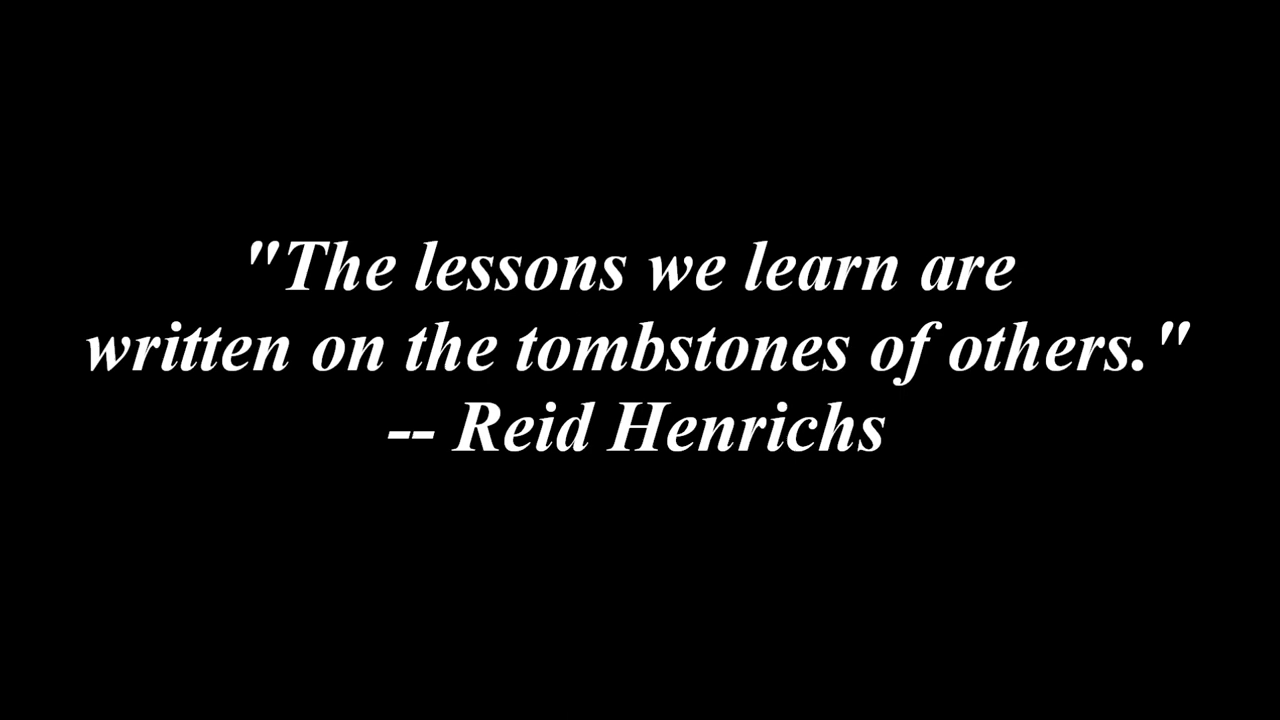 "The lessons we learn are
written on the tombstones of others."
-- Reid Henrichs